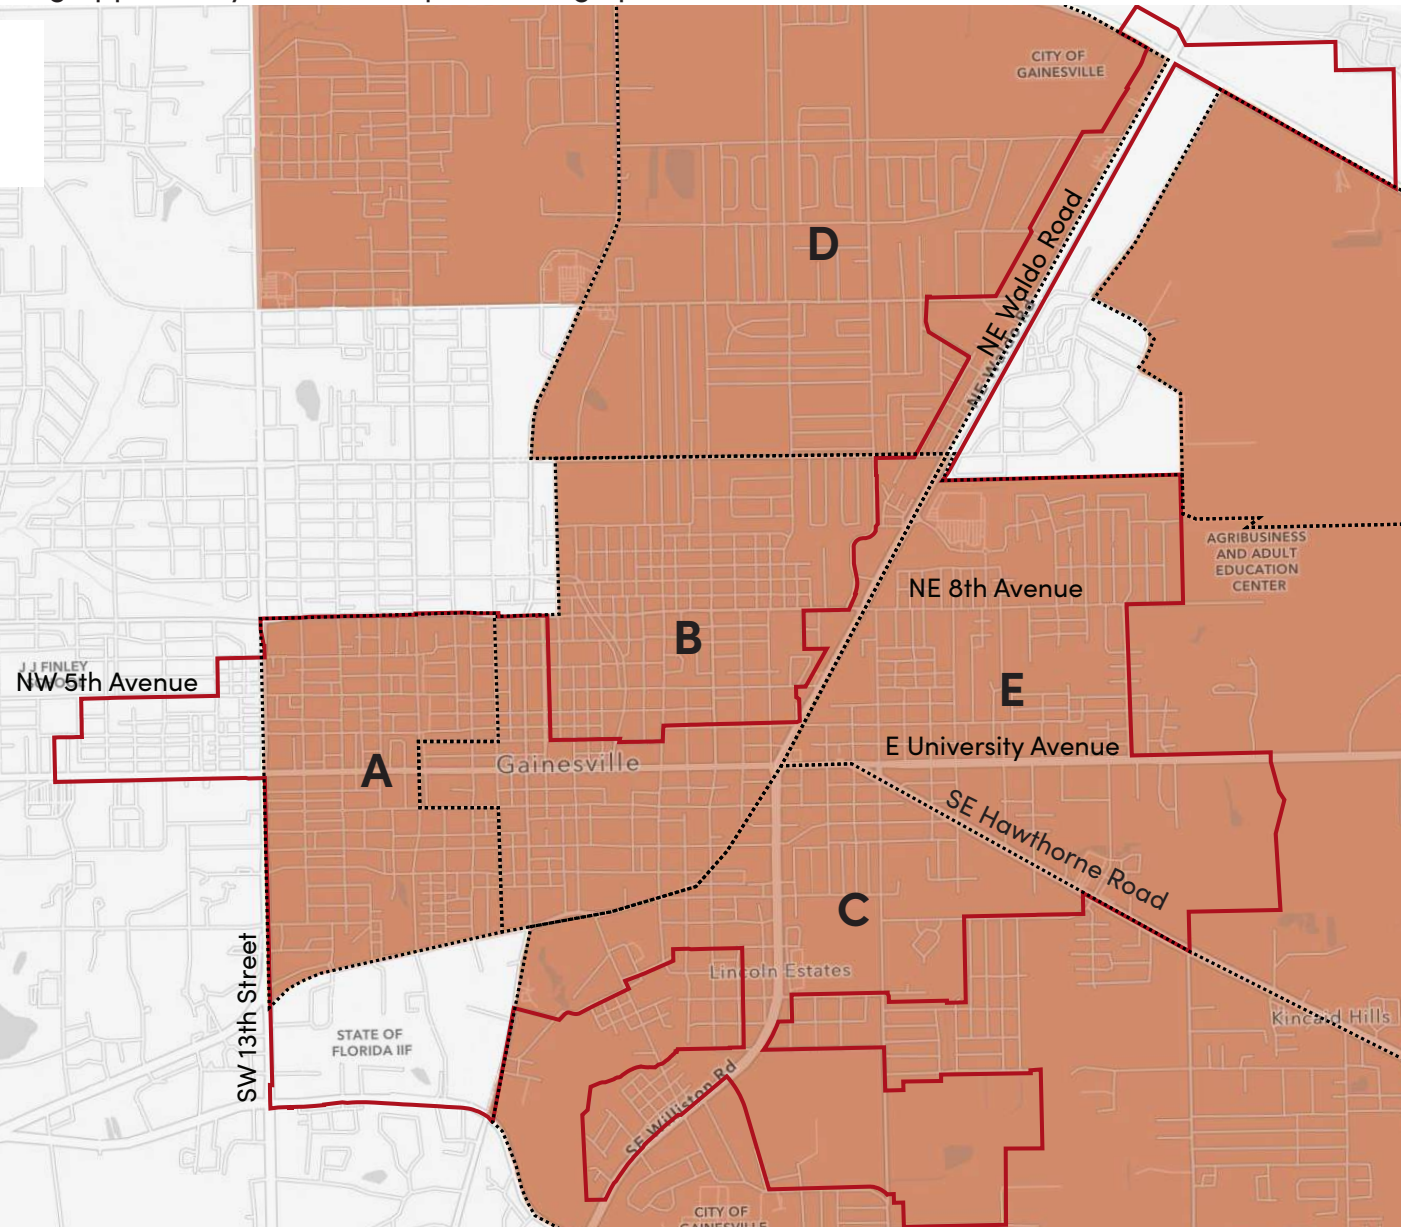 CITY OF
GAINESVILLE
D
NE Waldo Road
NE Waldo Rd
AGRIBUSINESS
AND ADULT
EDUCATION
CENTER
NE 8th Avenue
B
J J FINLEY
NW 5th Avenue
E
E University Avenue
A
Gainesville
SE Hawthorne Road
C
Lincoln Estates
SW 13th Street
STATE OF
FLORIDA IIF
Kincaid Hills
SE Williston Rd
CITY OF
GAINESVILLE